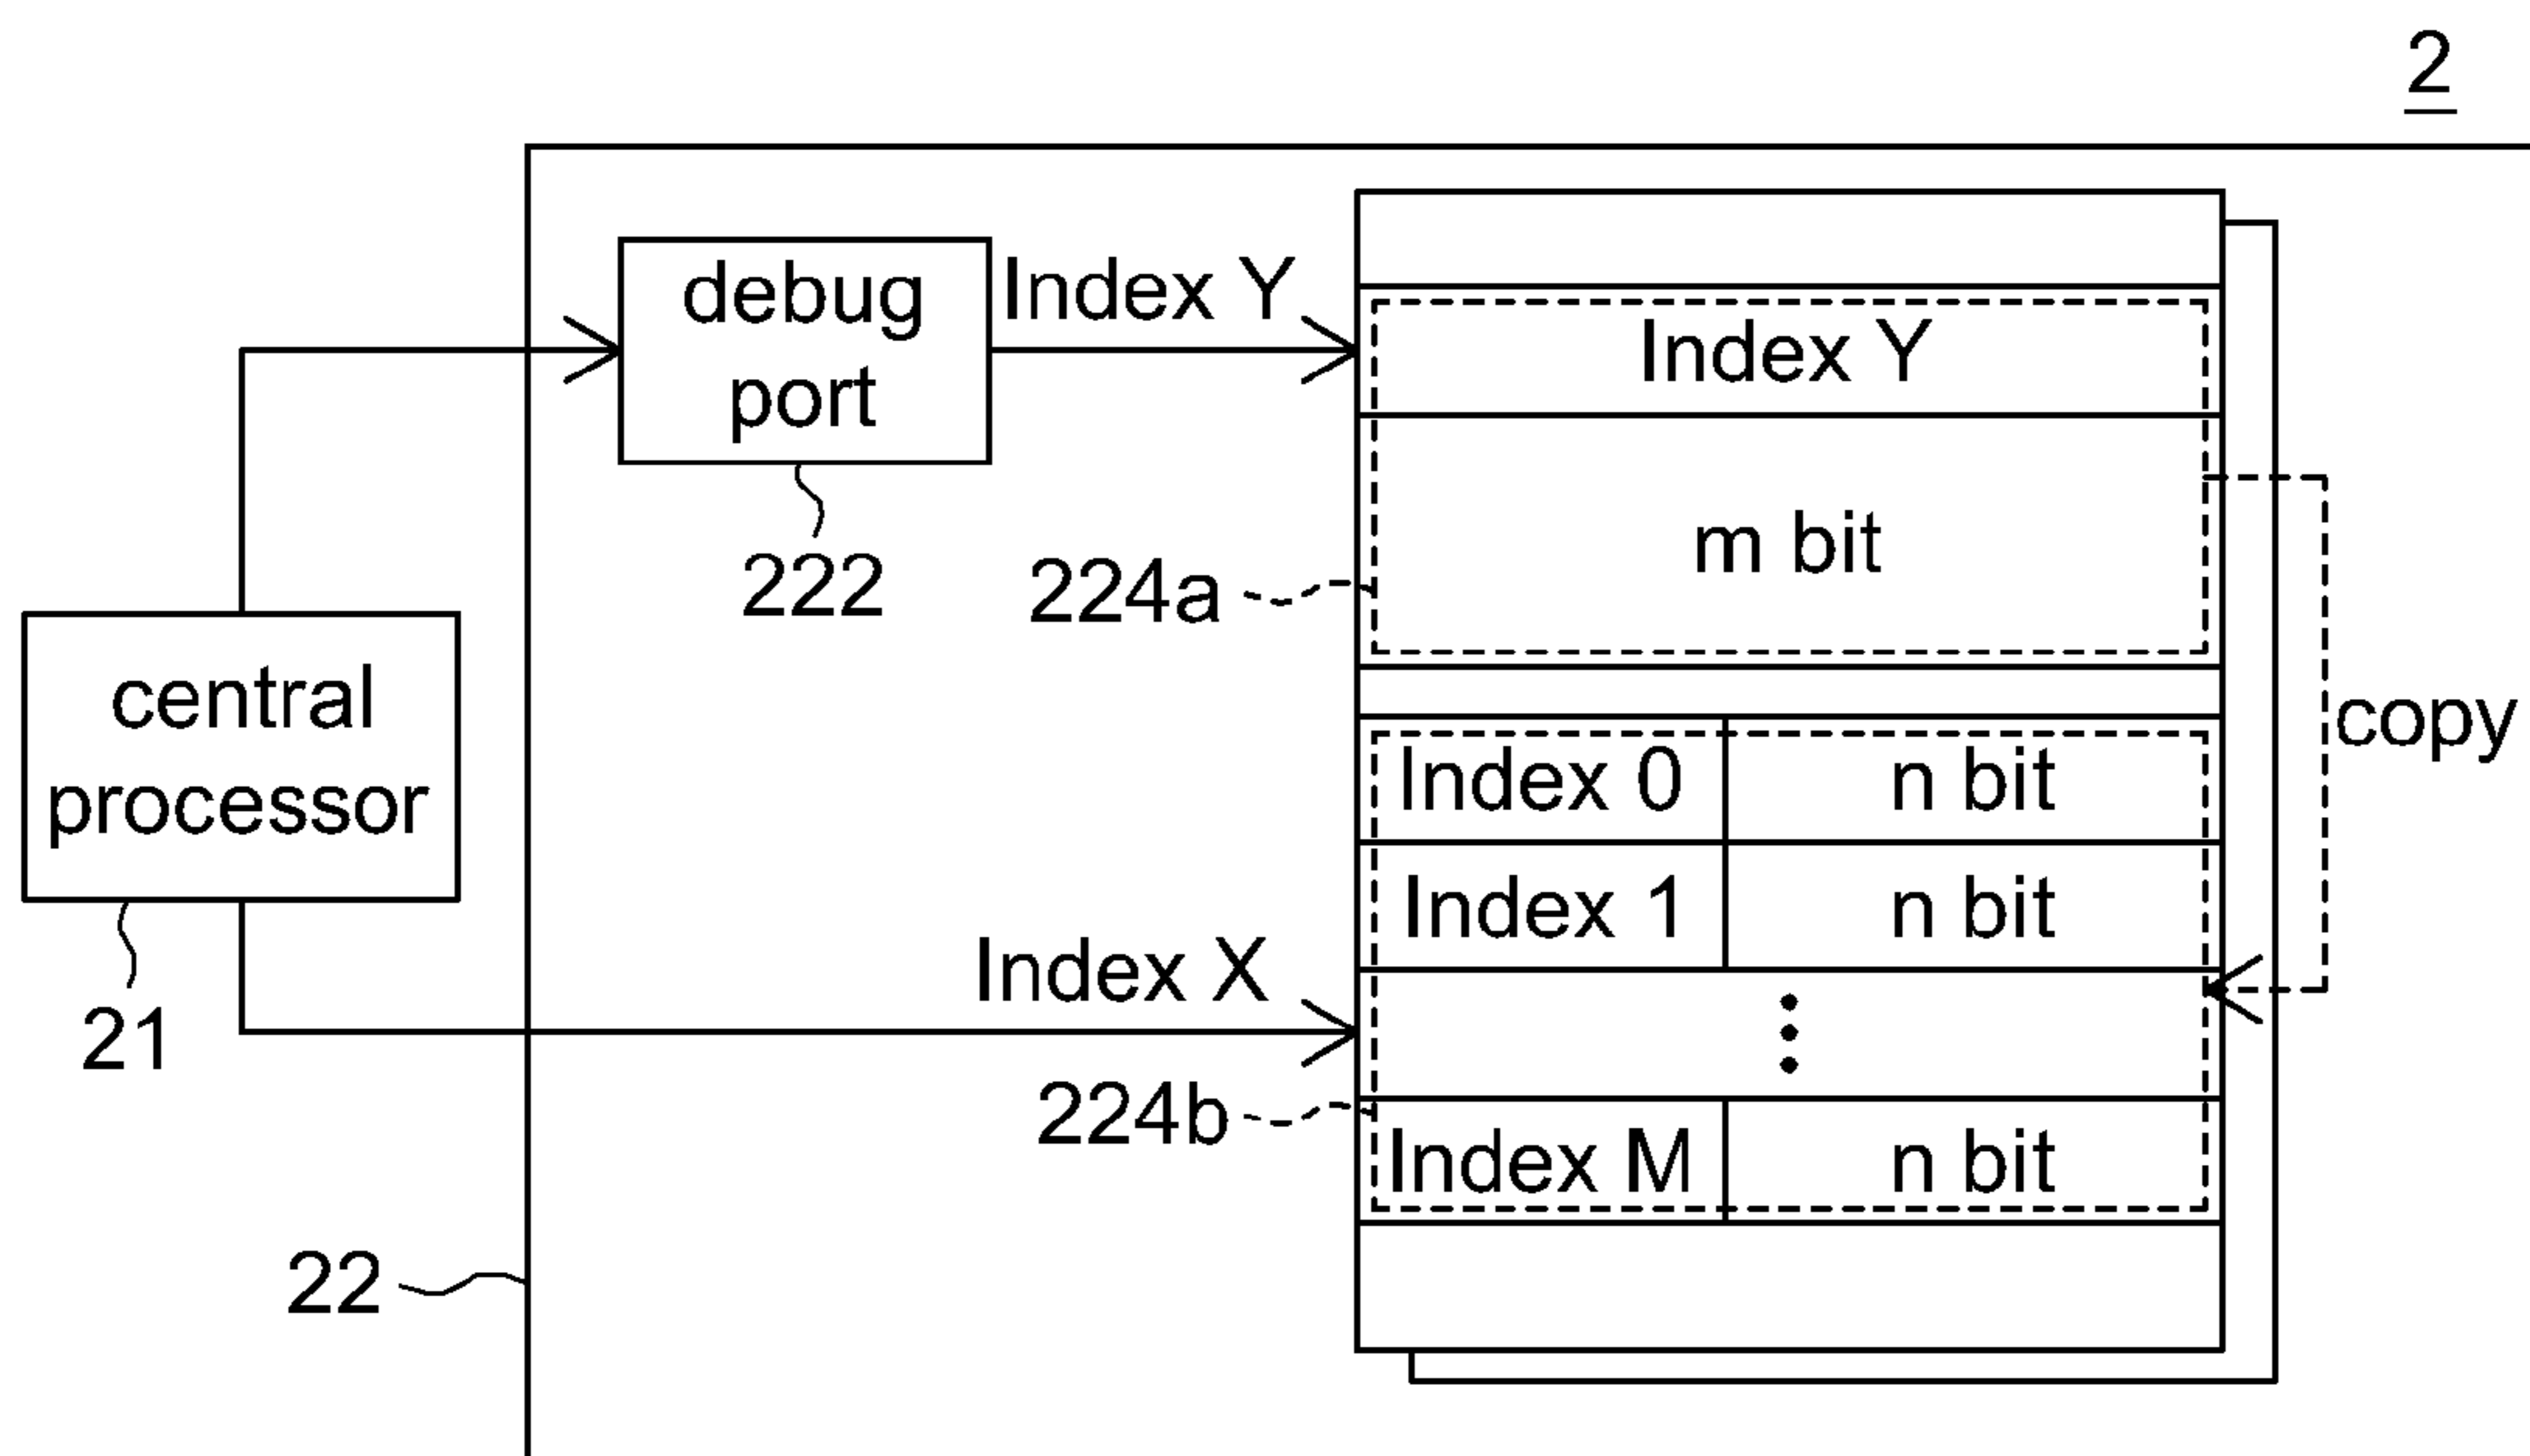 2
debug
port
Index Y
Index Y
222
m bit
224a
central
processor
copy
Index 0 n bit
Index 1 n bit
21
Index X
224b
Index M n bit
22